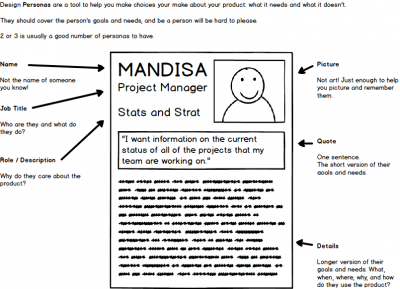 Design Personas are a tool to help you make choices your make about your product: what it needs and what it doesn't.
They should cover the person's goals and needs, and be a person will be hard to please.
2 or 3 is usually a good number of personas to have.
Name
Not the name of someone
you know!
Job Title
Who are they and what do
they do?
Role / Description
Why do they care about the
product?
MANDISA
Project Manager
Stats and Strat
"I want information on the current
status of all of the projects that my
team are working on."
Picture
Not art! Just enough to help
you picture and remember
them.
Quote
One sentence.
The short version of their
goals and needs.
Details
Longer version of their
goals and needs. What,
when, where, why, and how
do they use the product?